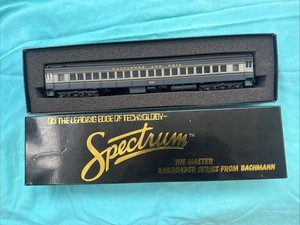 BALTIMORE AND OHIO
ON THE LEADING EDGE OF TECHNOLOGY
Spectrum™
THE MASTER
RAILROADER SERIES FROM BACHMANN